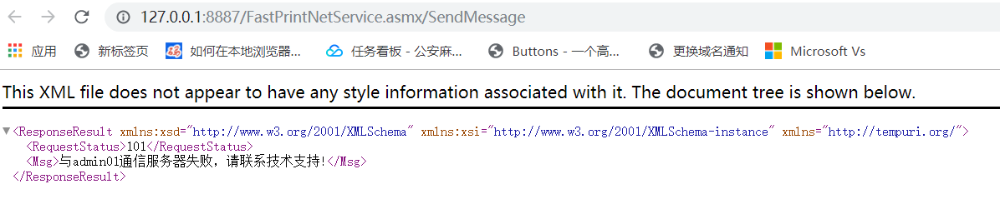 127.0.0.1:8887/FastPrintNetService.asmx/SendMessage
应用 新标签页 如何在本地浏览器... 任务看板 - 公安麻... Buttons - 一个高... 更换域名通知 Microsoft Vs
This XML file does not appear to have any style information associated with it. The document tree is shown below.
▼<ResponseResult xmlns:xsd="http://www.w3.org/2001/XMLSchema" xmlns:xsi="http://www.w3.org/2001/XMLSchema-instance" xmlns="http://tempuri.org/">
<RequestStatus>101</RequestStatus>
<Msg>与admin01通信服务器失败，请联系技术支持!</Msg>
</ResponseResult>